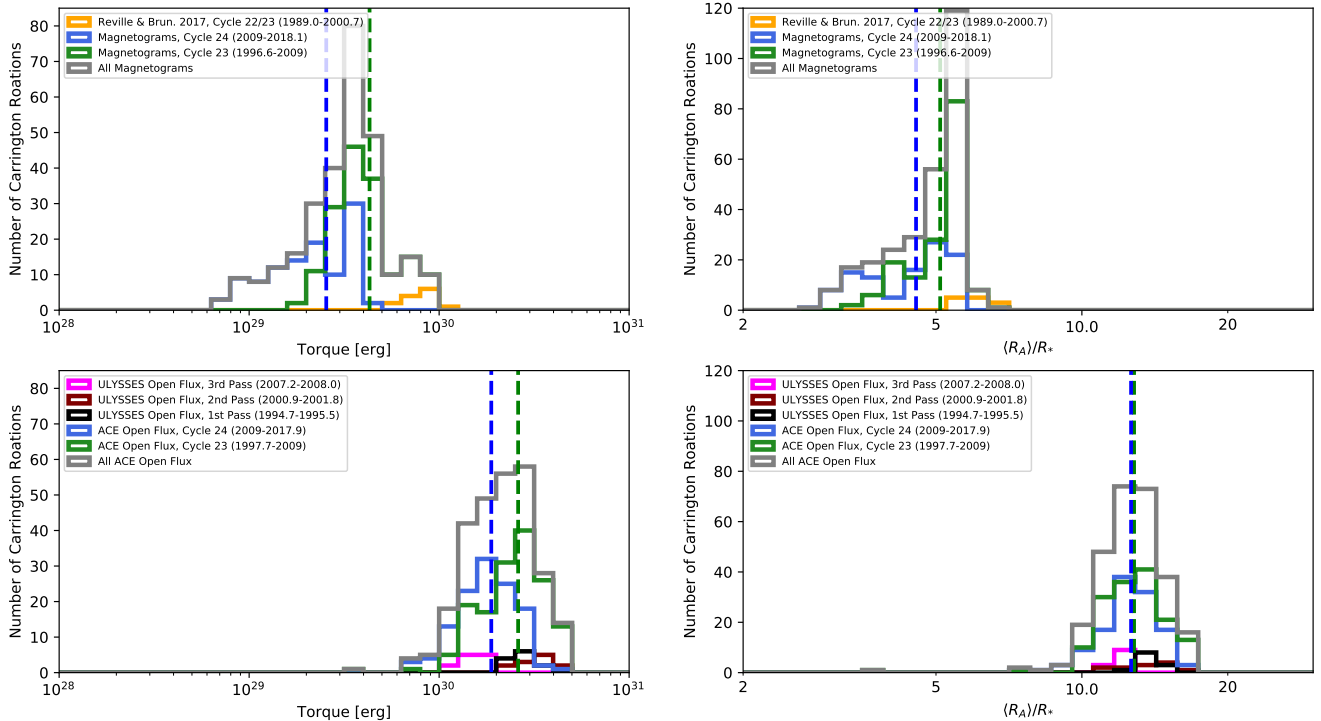 Reville & Brun. 2017, Cycle 22/23 (1989.0-2000.7)
Magnetograms, Cycle 24 (2009-2018.1)
Magnetograms, Cycle 23 (1996.6-2009)
All Magnetograms
Number of Carrington Roations
80
70
60
50
40
30
20
10
0
10^28 10^29 10^30 10^31
Torque [erg]
Reville & Brun. 2017, Cycle 22/23 (1989.0-2000.7)
Magnetograms, Cycle 24 (2009-2018.1)
Magnetograms, Cycle 23 (1996.6-2009)
All Magnetograms
Number of Carrington Roations
120
100
80
60
40
20
0
2 5 10.0 20
⟨R_A⟩/R_*
ULYSSES Open Flux, 3rd Pass (2007.2-2008.0)
ULYSSES Open Flux, 2nd Pass (2000.9-2001.8)
ULYSSES Open Flux, 1st Pass (1994.7-1995.5)
ACE Open Flux, Cycle 24 (2009-2017.9)
ACE Open Flux, Cycle 23 (1997.7-2009)
All ACE Open Flux
Number of Carrington Roations
80
70
60
50
40
30
20
10
0
10^28 10^29 10^30 10^31
Torque [erg]
ULYSSES Open Flux, 3rd Pass (2007.2-2008.0)
ULYSSES Open Flux, 2nd Pass (2000.9-2001.8)
ULYSSES Open Flux, 1st Pass (1994.7-1995.5)
ACE Open Flux, Cycle 24 (2009-2017.9)
ACE Open Flux, Cycle 23 (1997.7-2009)
All ACE Open Flux
Number of Carrington Roations
120
100
80
60
40
20
0
2 5 10.0 20
⟨R_A⟩/R_*